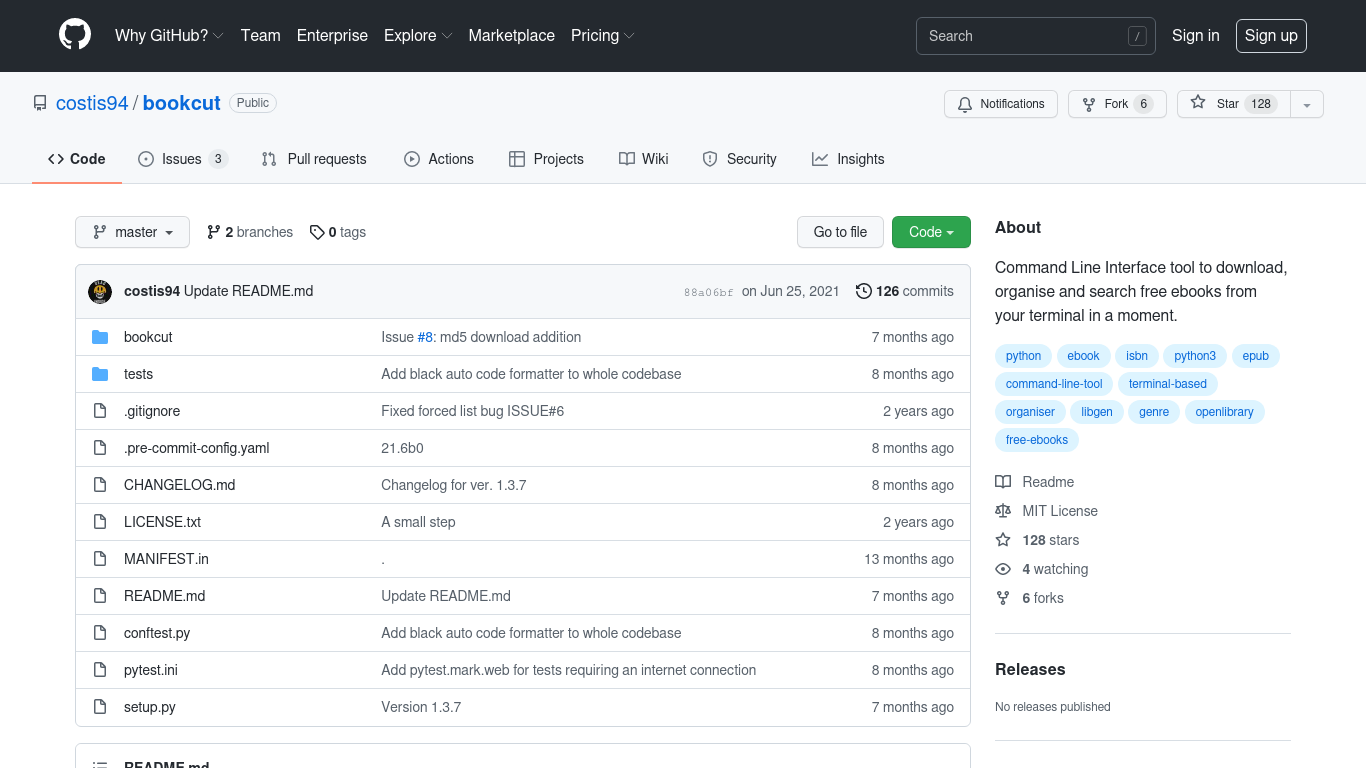 Why GitHub? Team Enterprise Explore Marketplace Pricing Search / Sign in Sign up
costis94 / bookcut Public Notifications Fork 6 Star 128
Code Issues 3 Pull requests Actions Projects Wiki Security Insights
master 2 branches 0 tags Go to file Code
costis94 Update README.md 88a06bf on Jun 25, 2021 126 commits
bookcut Issue #8: md5 download addition 7 months ago
tests Add black auto code formatter to whole codebase 8 months ago
.gitignore Fixed forced list bug ISSUE#6 2 years ago
.pre-commit-config.yaml 21.6b0 8 months ago
CHANGELOG.md Changelog for ver. 1.3.7 8 months ago
LICENSE.txt A small step 2 years ago
MANIFEST.in . 13 months ago
README.md Update README.md 7 months ago
conftest.py Add black auto code formatter to whole codebase 8 months ago
pytest.ini Add pytest.mark.web for tests requiring an internet connection 8 months ago
setup.py Version 1.3.7 7 months ago
README.md
About
Command Line Interface tool to download,
organise and search free ebooks from
your terminal in a moment.
python ebook isbn python3 epub
command-line-tool terminal-based
organiser libgen genre openlibrary
free-ebooks
Readme
MIT License
128 stars
4 watching
6 forks
Releases
No releases published